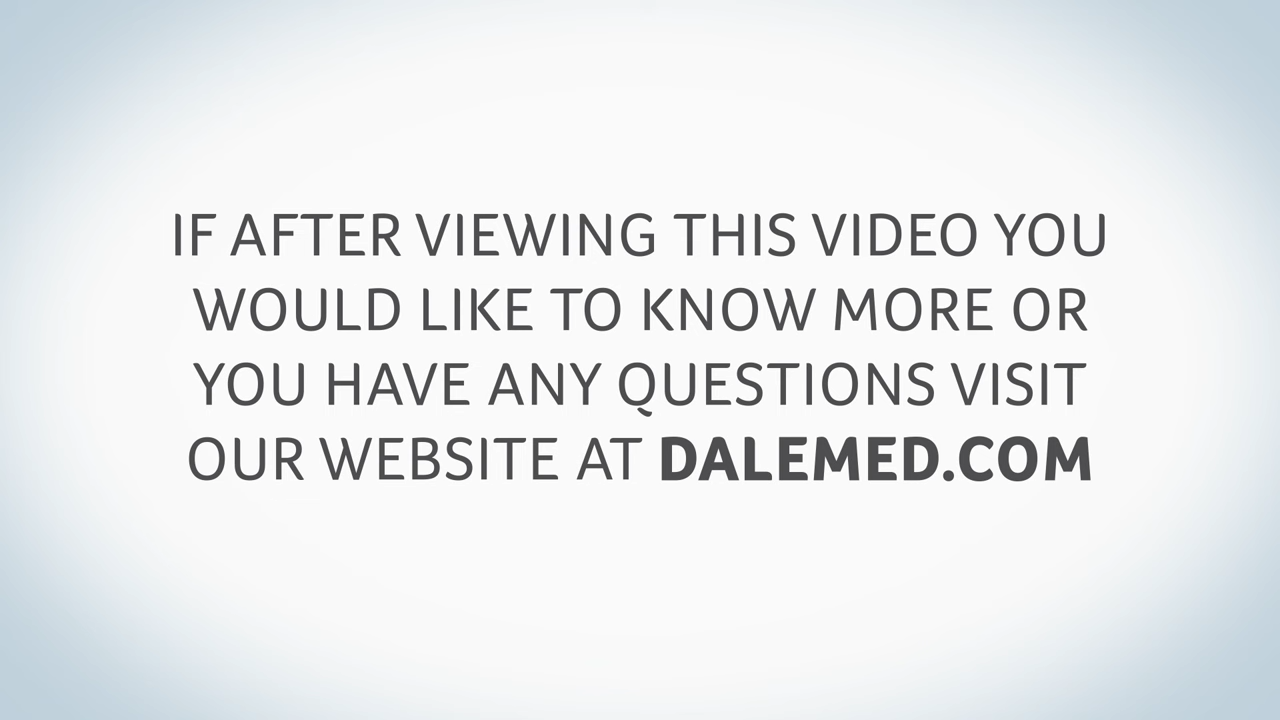 IF AFTER VIEWING THIS VIDEO YOU
WOULD LIKE TO KNOW MORE OR
YOU HAVE ANY QUESTIONS VISIT
OUR WEBSITE AT DALEMED.COM